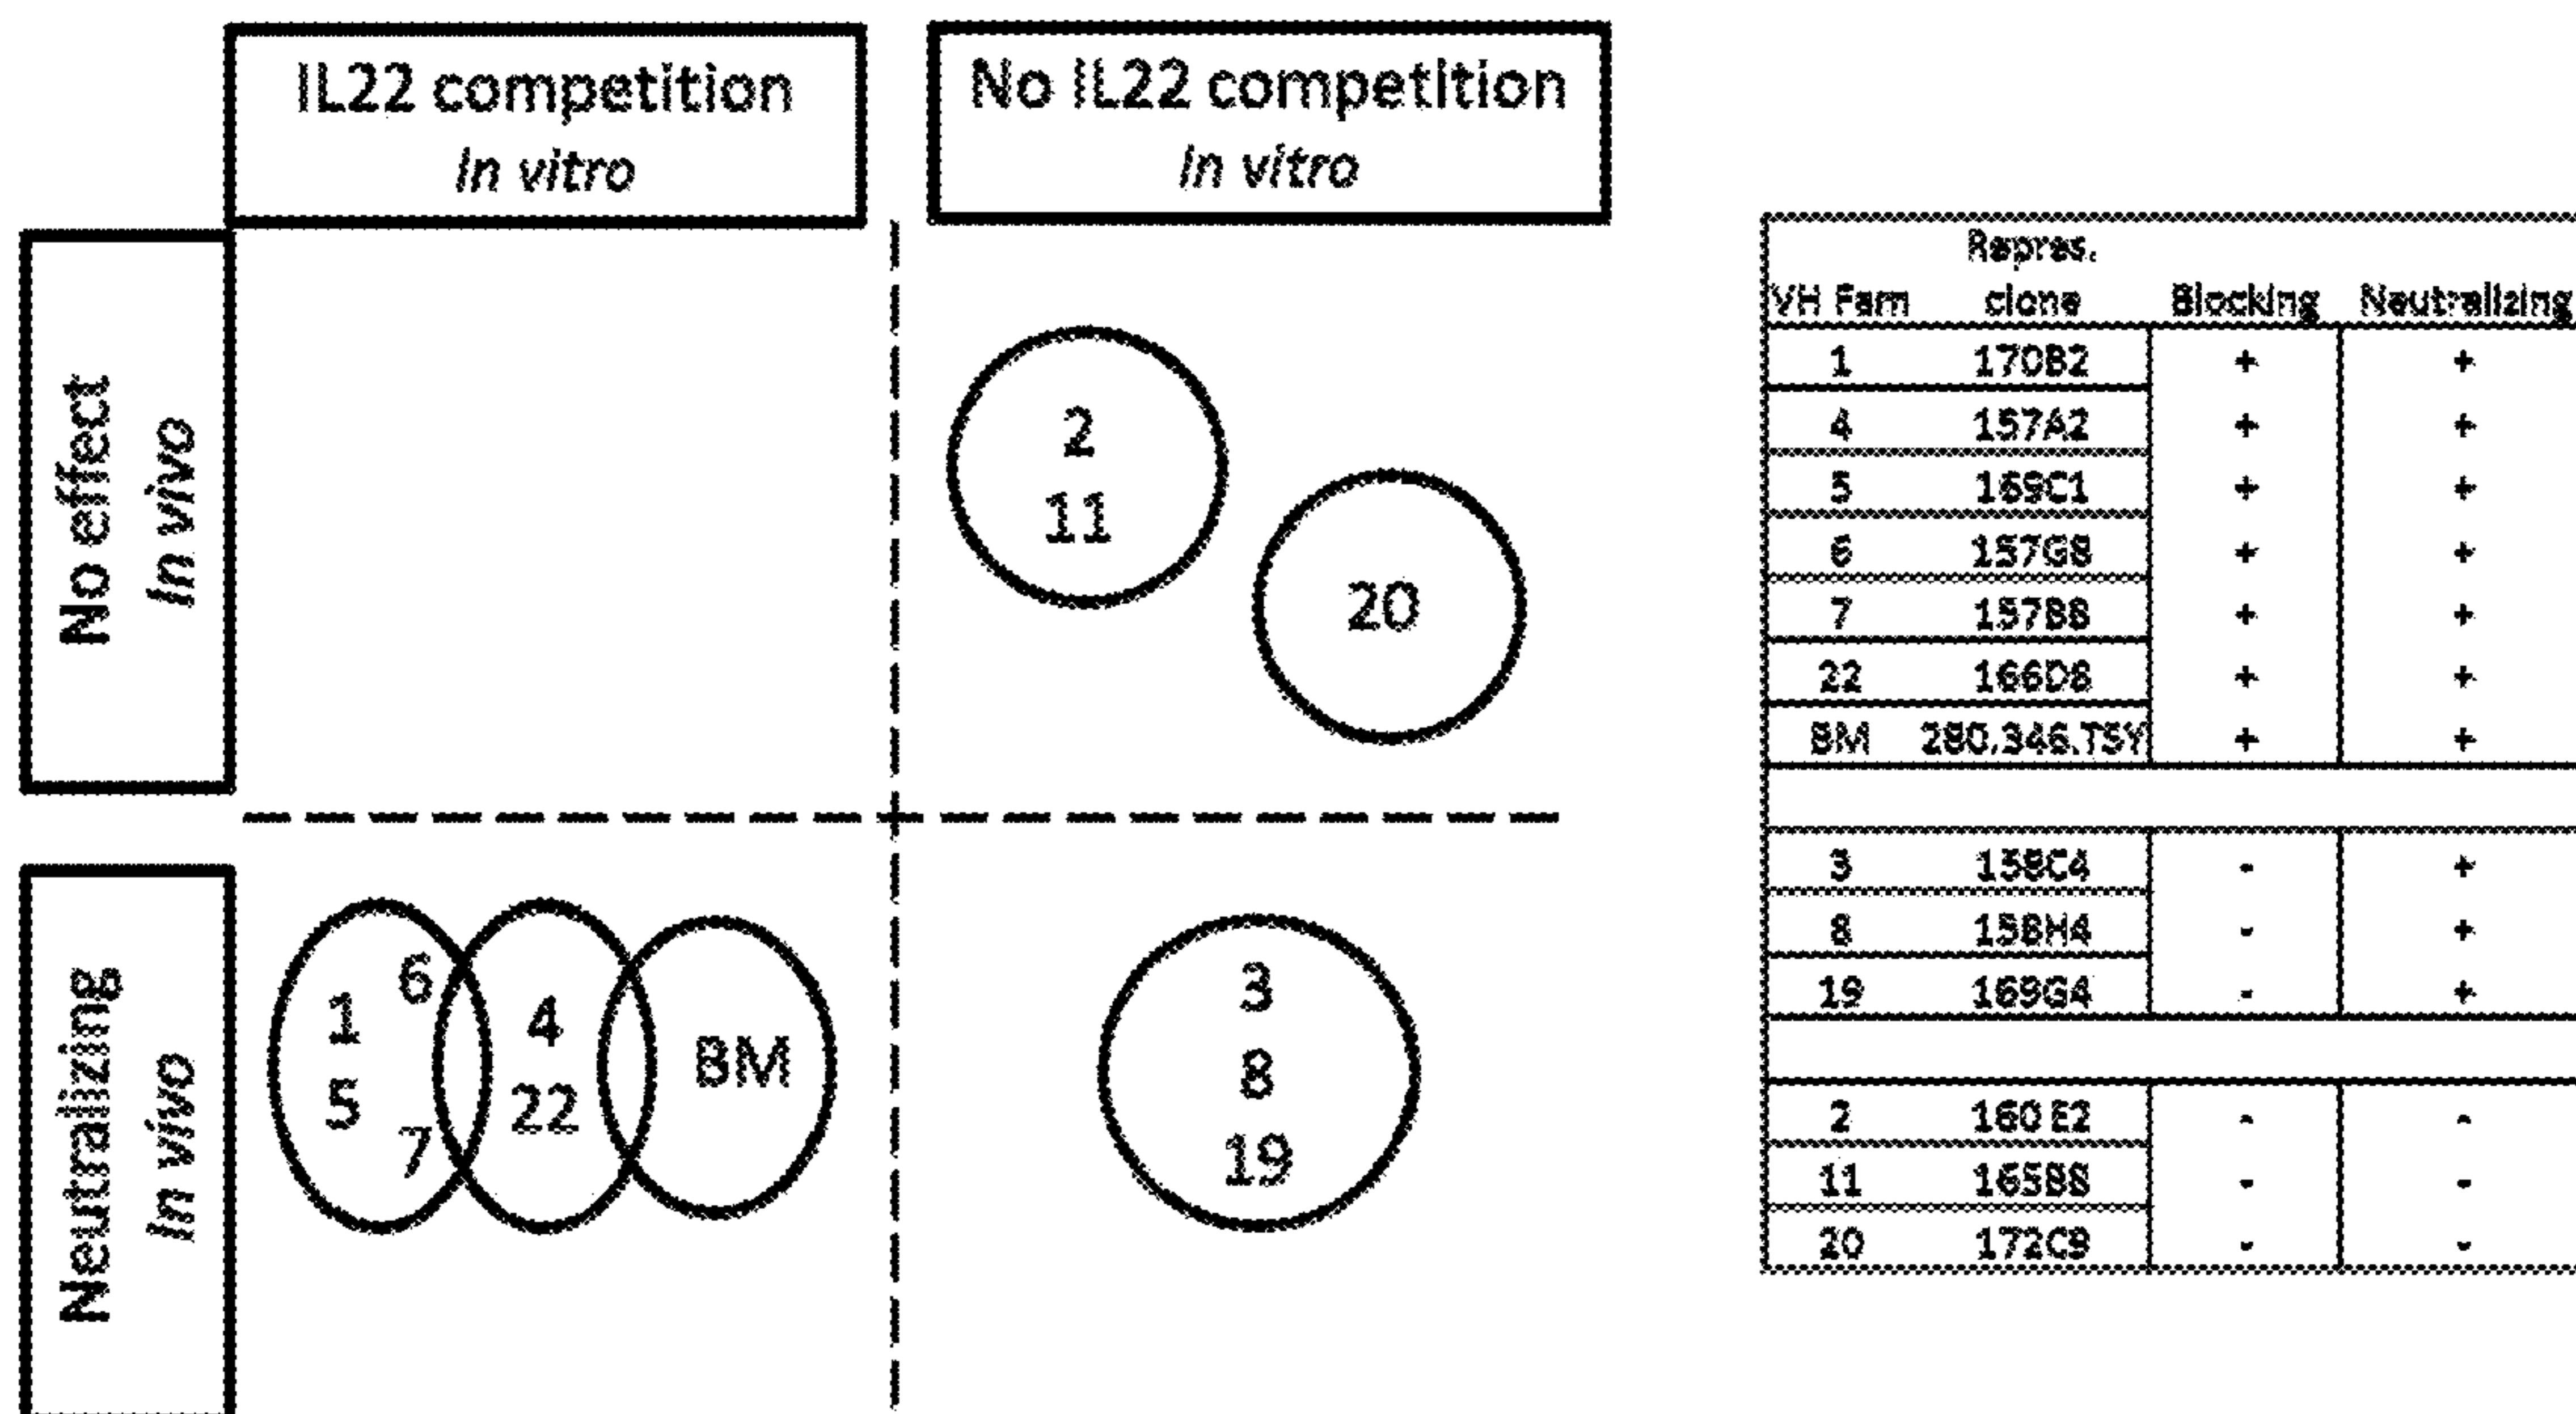 IL22 competition
In vitro
No IL22 competition
In vitro
No effect
In vivo
2
11
20
Neutralizing
In vivo
1
6
5
7
4
22
BM
3
8
19
Repres.
VH Fam clone Blocking Neutralizing
1 170B2 + +
4 157A2 + +
5 169C1 + +
6 157G8 + +
7 157B8 + +
22 166D8 + +
BM 280.346.TSY + +
3 158C4 - +
8 158H4 - +
19 169G4 - +
2 160 E2 - -
11 165B8 - -
20 172C9 - -